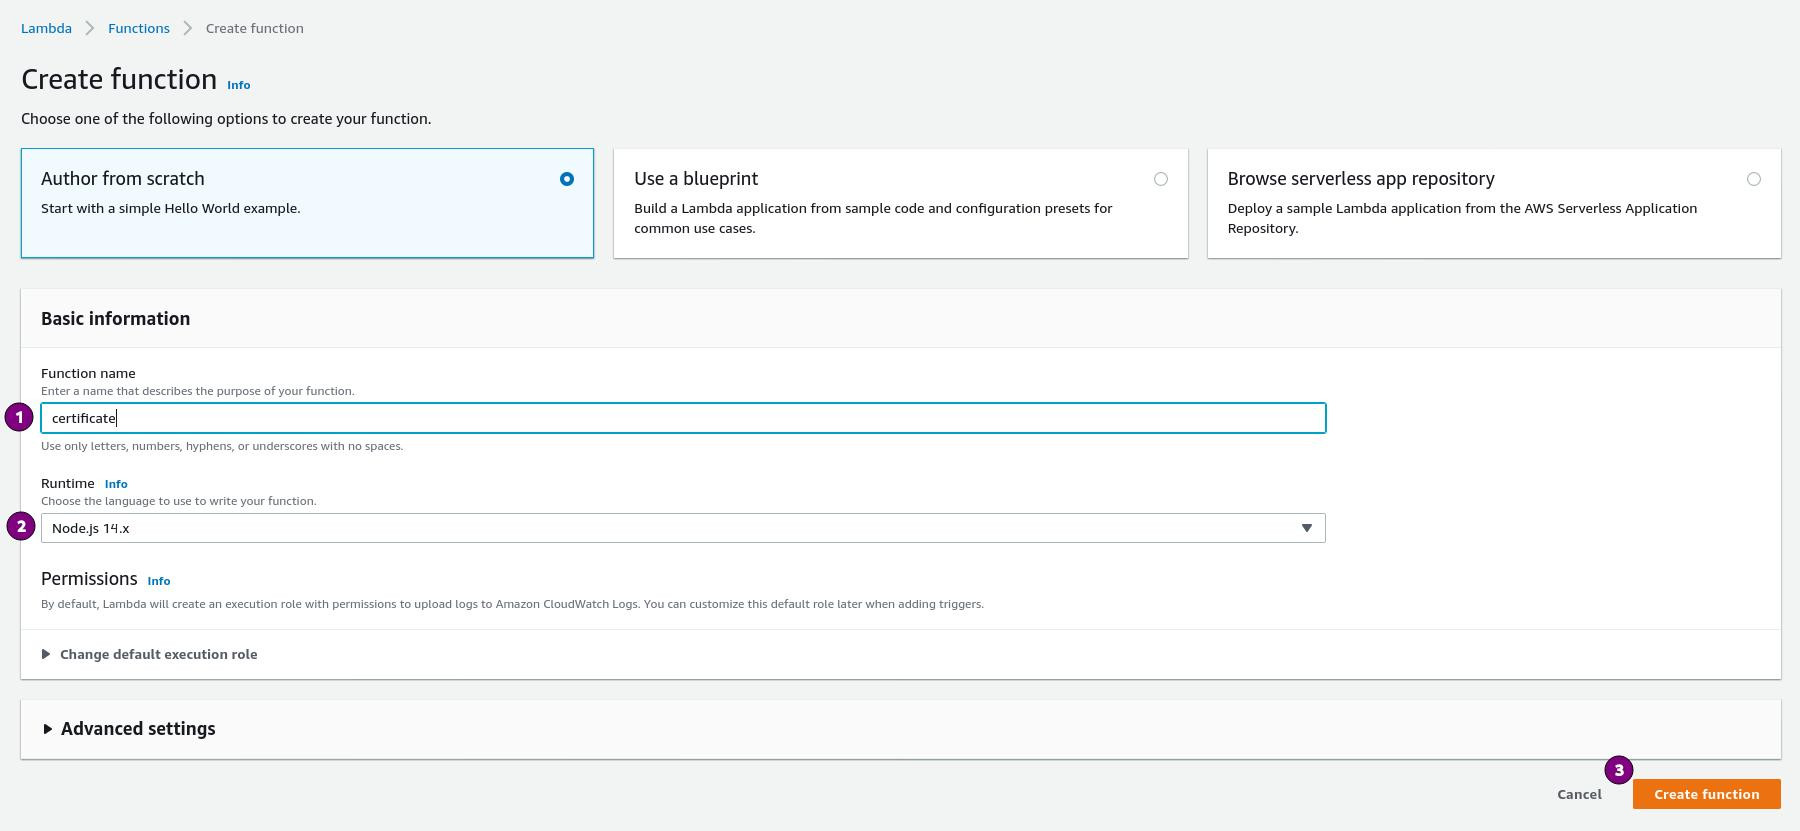 Lambda > Functions > Create function
Create function Info
Choose one of the following options to create your function.
Author from scratch
Start with a simple Hello World example.
Use a blueprint
Build a Lambda application from sample code and configuration presets for
common use cases.
Browse serverless app repository
Deploy a sample Lambda application from the AWS Serverless Application
Repository.
Basic information
Function name
Enter a name that describes the purpose of your function.
1
certificate
Use only letters, numbers, hyphens, or underscores with no spaces.
Runtime Info
Choose the language to use to write your function.
2
Node.js 14.x
Permissions Info
By default, Lambda will create an execution role with permissions to upload logs to Amazon CloudWatch Logs. You can customize this default role later when adding triggers.
Change default execution role
Advanced settings
3
Cancel
Create function